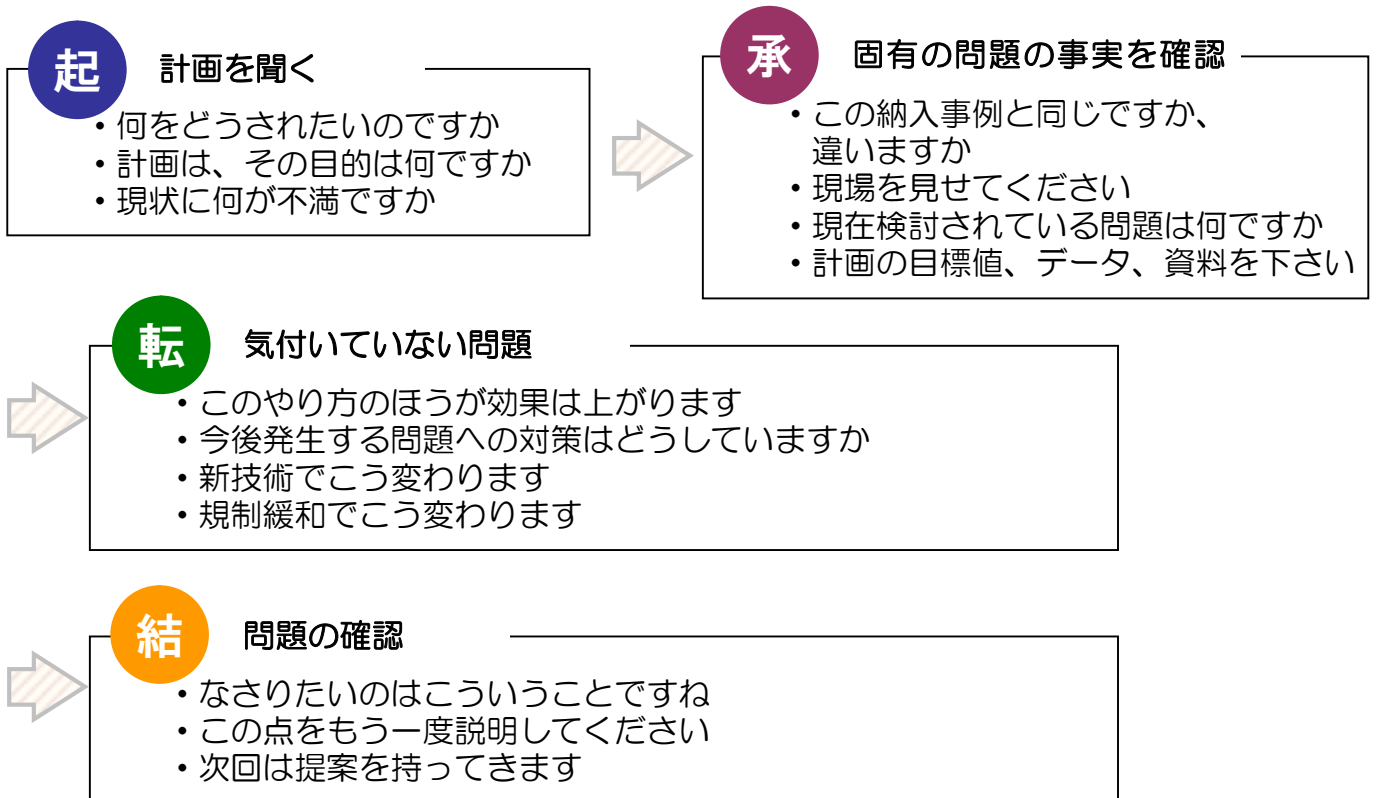 起 計画を聞く
・何をどうされたいのですか
・計画は、その目的は何ですか
・現状に何が不満ですか
承 固有の問題の事実を確認
・この納入事例と同じですか、
違いますか
・現場を見せてください
・現在検討されている問題は何ですか
・計画の目標値、データ、資料を下さい
転 気付いていない問題
・このやり方のほうが効果は上がります
・今後発生する問題への対策はどうしていますか
・新技術でこう変わります
・規制緩和でこう変わります
結 問題の確認
・なさりたいのはこういうことですね
・この点をもう一度説明してください
・次回は提案を持ってきます